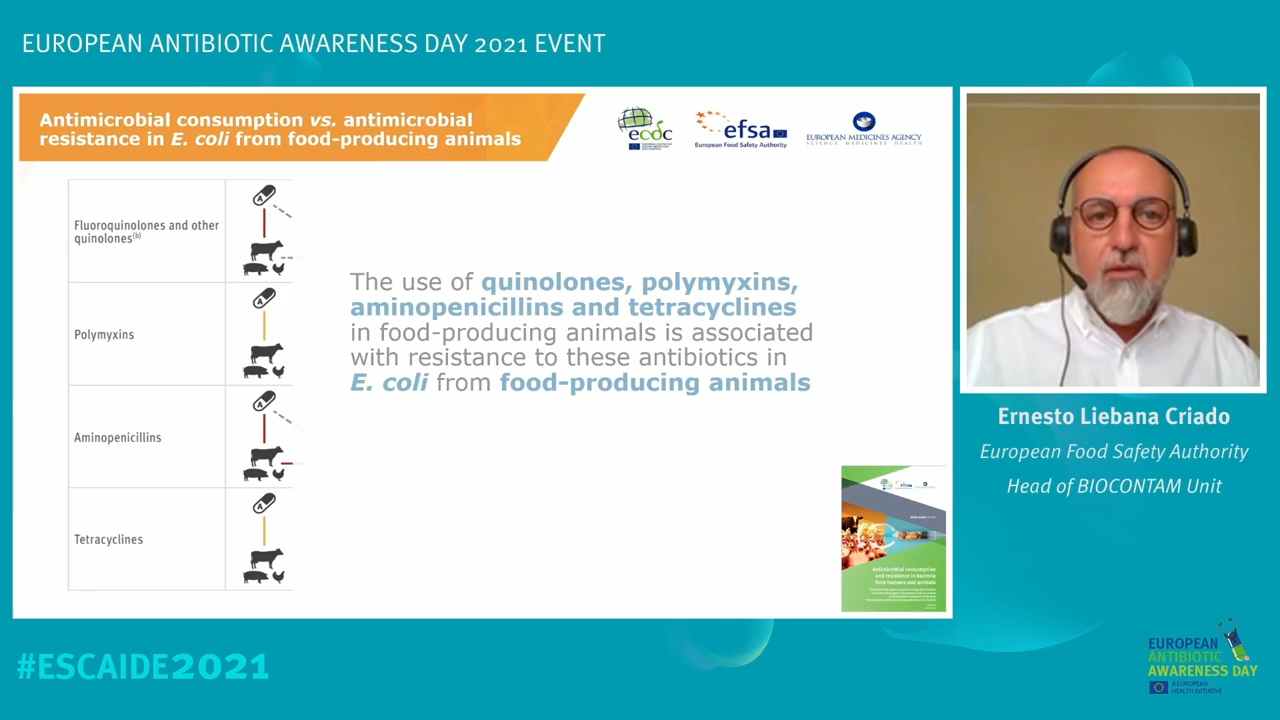 EUROPEAN ANTIBIOTIC AWARENESS DAY 2021 EVENT
Antimicrobial consumption vs. antimicrobial
resistance in E. coli from food-producing animals
ecdc
efsa
European Food Safety Authority
EUROPEAN MEDICINES AGENCY
SCIENCE MEDICINES HEALTH
Fluoroquinolones and other
quinolones(b)
A
Polymyxins
A
Aminopenicillins
A
Tetracyclines
A
The use of quinolones, polymyxins,
aminopenicillins and tetracyclines
in food-producing animals is associated
with resistance to these antibiotics in
E. coli from food-producing animals
Antimicrobial consumption
and resistance in bacteria
from humans and animals
Ernesto Liebana Criado
European Food Safety Authority
Head of BIOCONTAM Unit
#ESCAIDE2021
EUROPEAN
ANTIBIOTIC
AWARENESS DAY
A EUROPEAN
HEALTH INITIATIVE